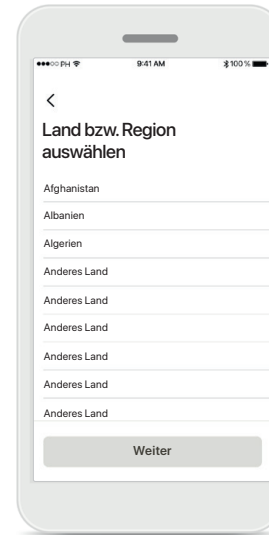 ●●●○○ PH 9:41 AM 100 %
Land bzw. Region
auswählen
Afghanistan
Albanien
Algerien
Anderes Land
Anderes Land
Anderes Land
Anderes Land
Anderes Land
Anderes Land
Weiter